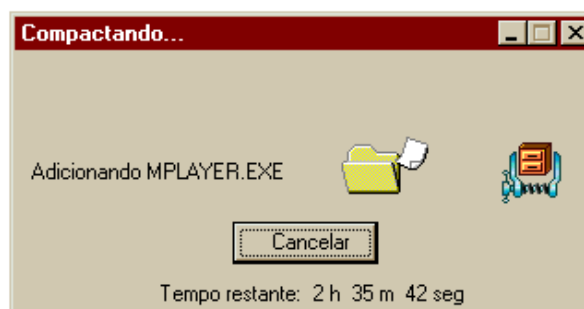 Compactando...
Adicionando MPLAYER.EXE
Cancelar
Tempo restante: 2 h 35 m 42 seg